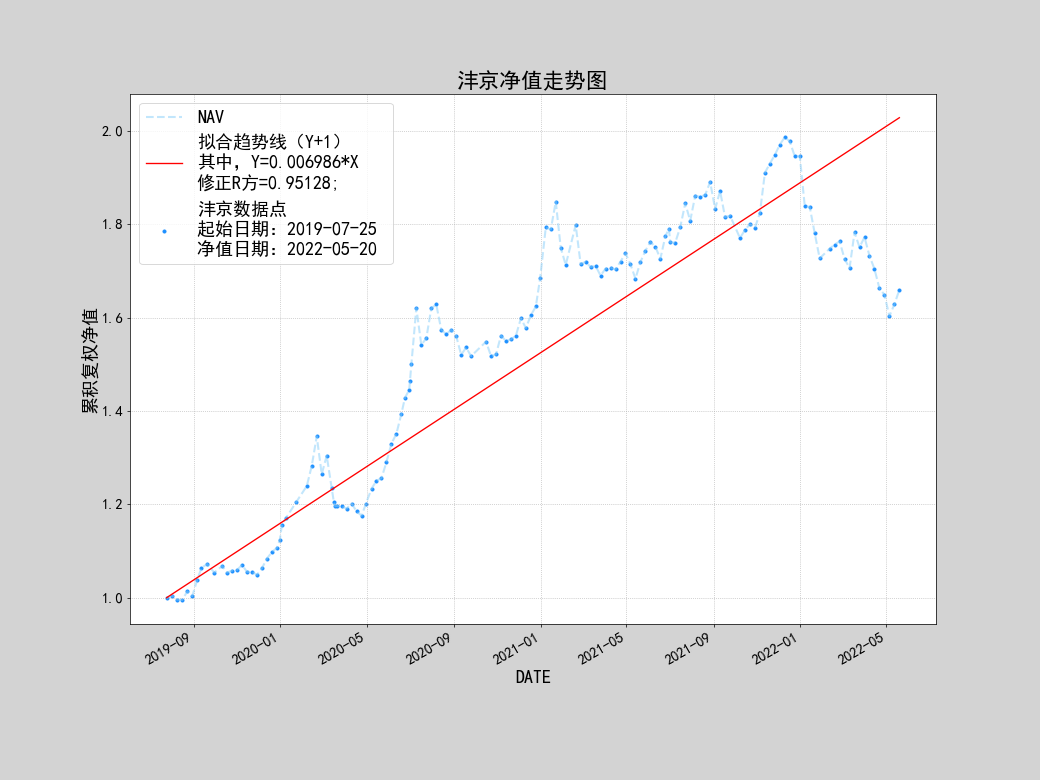 沣京净值走势图
NAV
拟合趋势线（Y+1）
其中，Y=0.006986*X
修正R方=0.95128;
沣京数据点
起始日期：2019-07-25
净值日期：2022-05-20
累积复权净值
2.0
1.8
1.6
1.4
1.2
1.0
2019-09
2020-01
2020-05
2020-09
2021-01
2021-05
2021-09
2022-01
2022-05
DATE